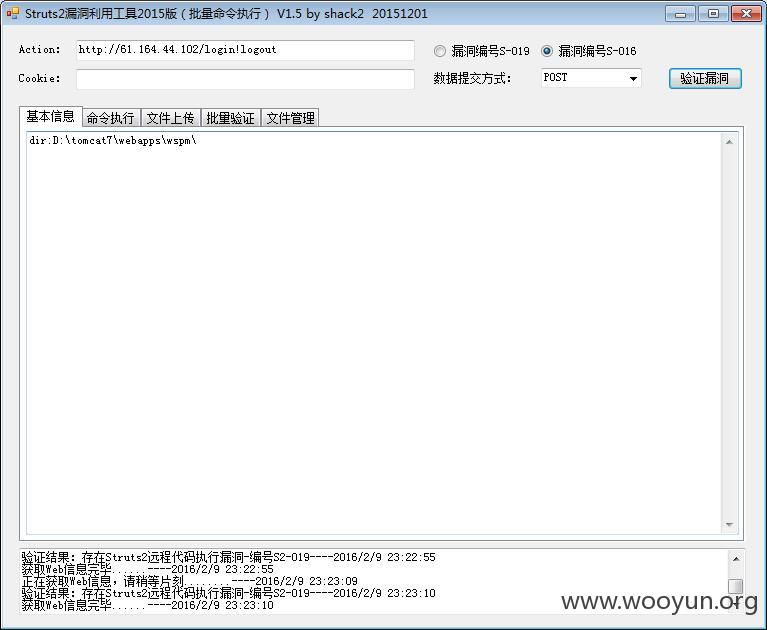 Struts2漏洞利用工具2015版（批量命令执行） V1.5 by shack2 20151201
Action: http://61.164.44.102/login!logout 漏洞编号S-019 漏洞编号S-016
Cookie: 数据提交方式: POST 验证漏洞
基本信息 命令执行 文件上传 批量验证 文件管理
dir:D:\tomcat7\webapps\wspm\
验证结果: 存在Struts2远程代码执行漏洞-编号S2-019----2016/2/9 23:22:55
获取Web信息完毕......----2016/2/9 23:22:55
正在获取Web信息，请稍等片刻........----2016/2/9 23:23:09
验证结果: 存在Struts2远程代码执行漏洞-编号S2-019----2016/2/9 23:23:10
获取Web信息完毕......----2016/2/9 23:23:10
www.wooyun.org